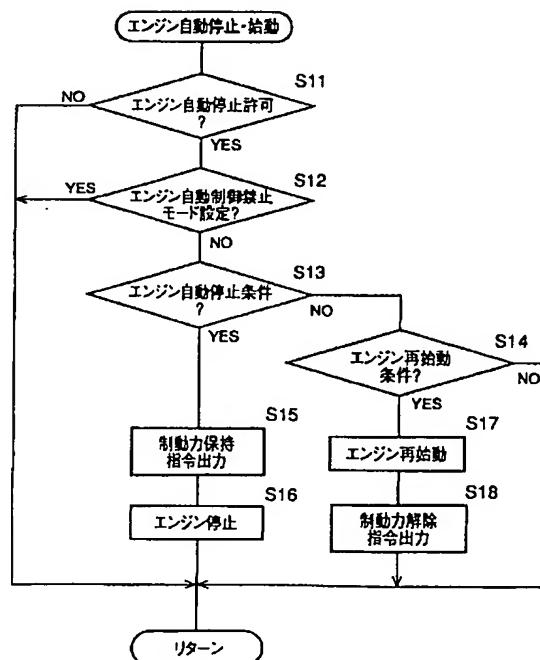 エンジン自動停止・始動
S11
NO
エンジン自動停止許可
?
YES
S12
YES
エンジン自動制御禁止
モード設定?
NO
S13
エンジン自動停止条件
?
NO
YES
S14
エンジン再始動
条件?
NO
YES
S15
制動力保持
指令出力
S17
エンジン再始動
S16
エンジン停止
S18
制動力解除
指令出力
リターン